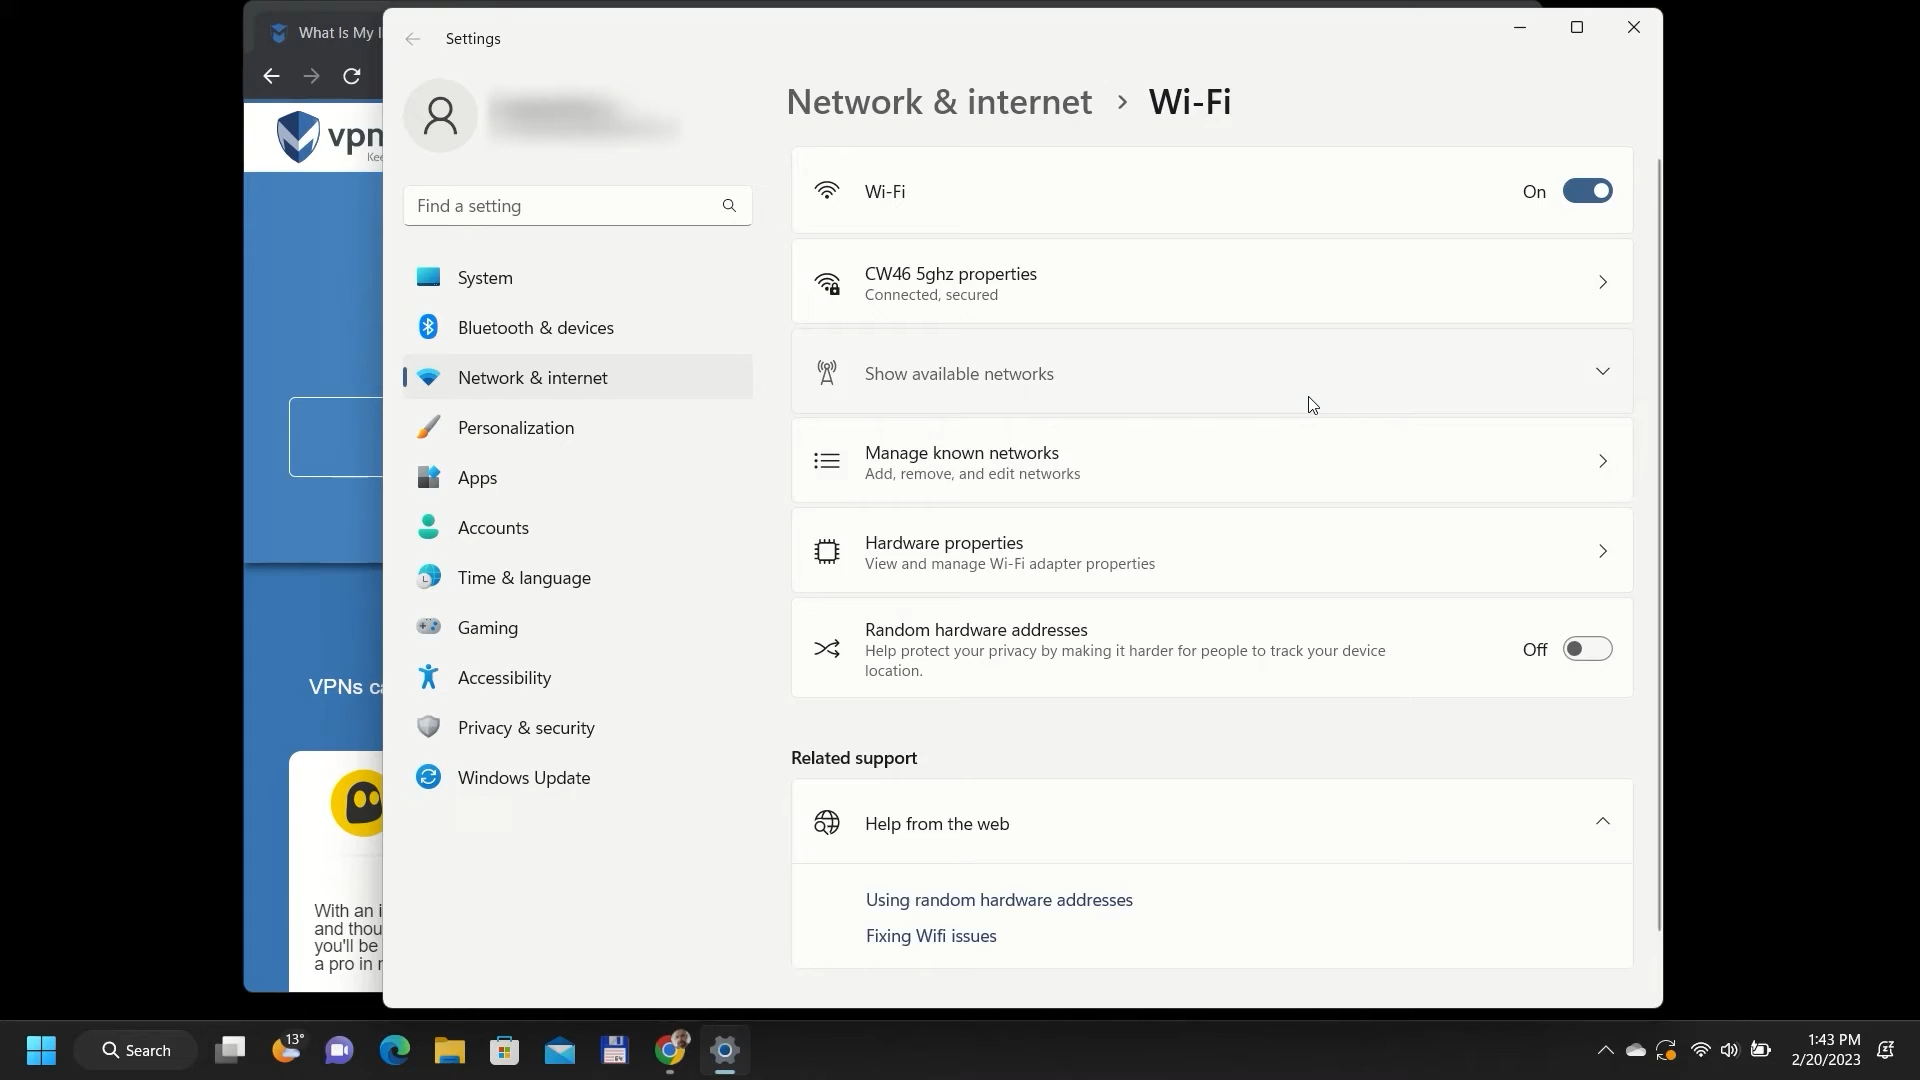 What Is My I
Settings
vpn
Kee
Network & internet > Wi-Fi
Find a setting
Wi-Fi
On
CW46 5ghz properties
Connected, secured
System
Bluetooth & devices
Show available networks
Network & internet
Personalization
Manage known networks
Add, remove, and edit networks
Apps
Accounts
Hardware properties
View and manage Wi-Fi adapter properties
Time & language
Gaming
Random hardware addresses
Help protect your privacy by making it harder for people to track your device
location.
Off
Accessibility
VPNs ca
Privacy & security
Related support
Windows Update
Help from the web
Using random hardware addresses
Fixing Wifi issues
With an i
and thou
you'll be
a pro in
Search
13°
1:43 PM
2/20/2023